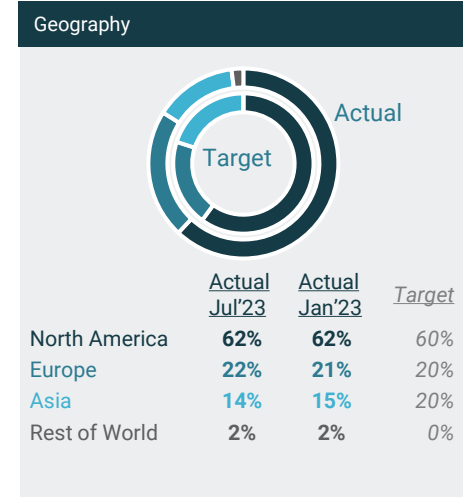 Geography
Actual
Target
Actual Actual
Jul'23 Jan'23 Target
North America 62% 62% 60%
Europe 22% 21% 20%
Asia 14% 15% 20%
Rest of World 2% 2% 0%